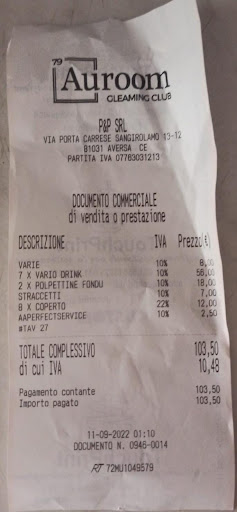 79
Auroom
GLEAMING CLUB
P&P SRL
VIA PORTA CARRESE SANGIROLAMO 13-12
81031 AVERSA CE
PARTITA IVA 07763031213
DOCUMENTO COMMERCIALE
di vendita o prestazione
DESCRIZIONE IVA Prezzo(€)
VARIE 10% 8,00
7 X VARIO DRINK 10% 56,00
2 X POLPETTINE FONDU 10% 18,00
STRACCETTI 10% 7,00
8 X COPERTO 22% 12,00
AAPERFECTSERVICE 10% 2,50
#TAV 27
TOTALE COMPLESSIVO 103,50
di cui IVA 10,48
Pagamento contante 103,50
Importo pagato 103,50
11-09-2022 01:10
DOCUMENTO N. 0946-0014
RT 72MU1049579